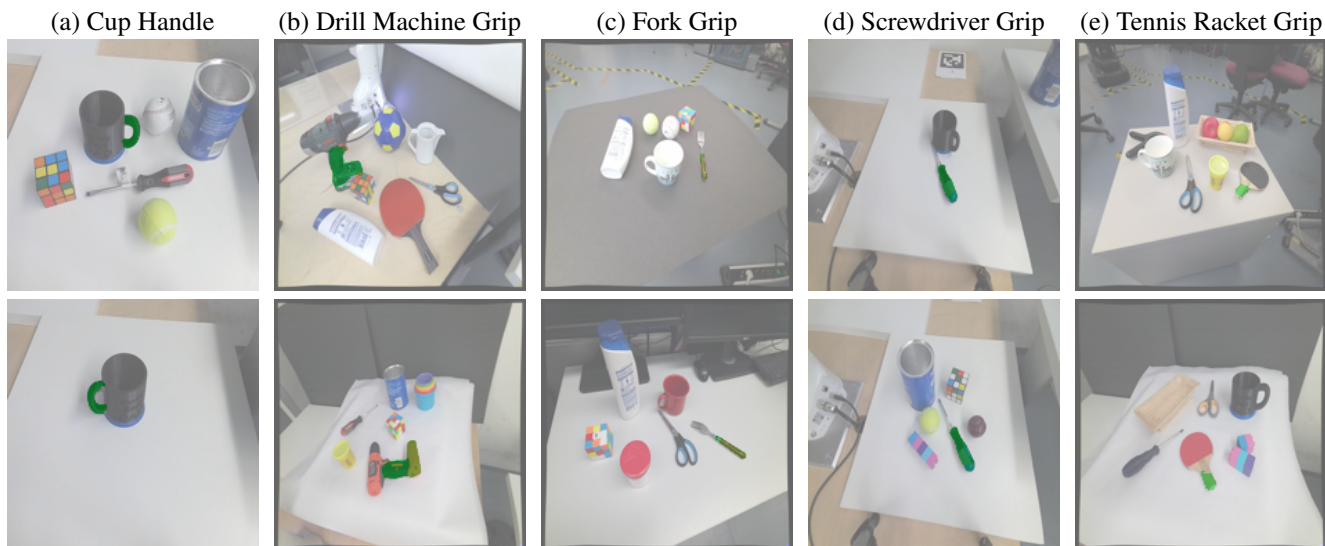 (a) Cup Handle
(b) Drill Machine Grip
(c) Fork Grip
(d) Screwdriver Grip
(e) Tennis Racket Grip